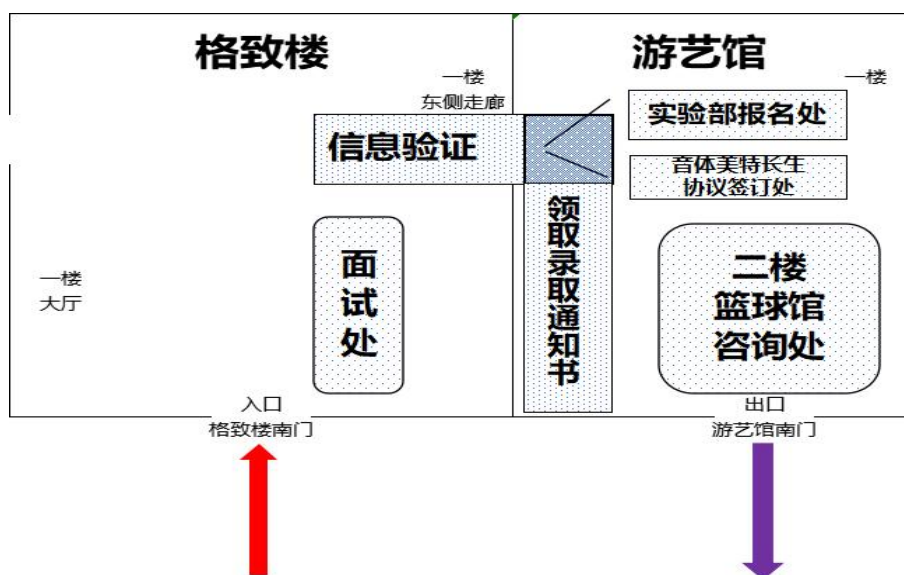 格致楼
一楼
东侧走廊
信息验证
面试处
一楼
大厅
入口
格致楼南门
游艺馆
一楼
实验部报名处
音体美特长生
协议签订处
领取录取通知书
二楼
篮球馆
咨询处
出口
游艺馆南门